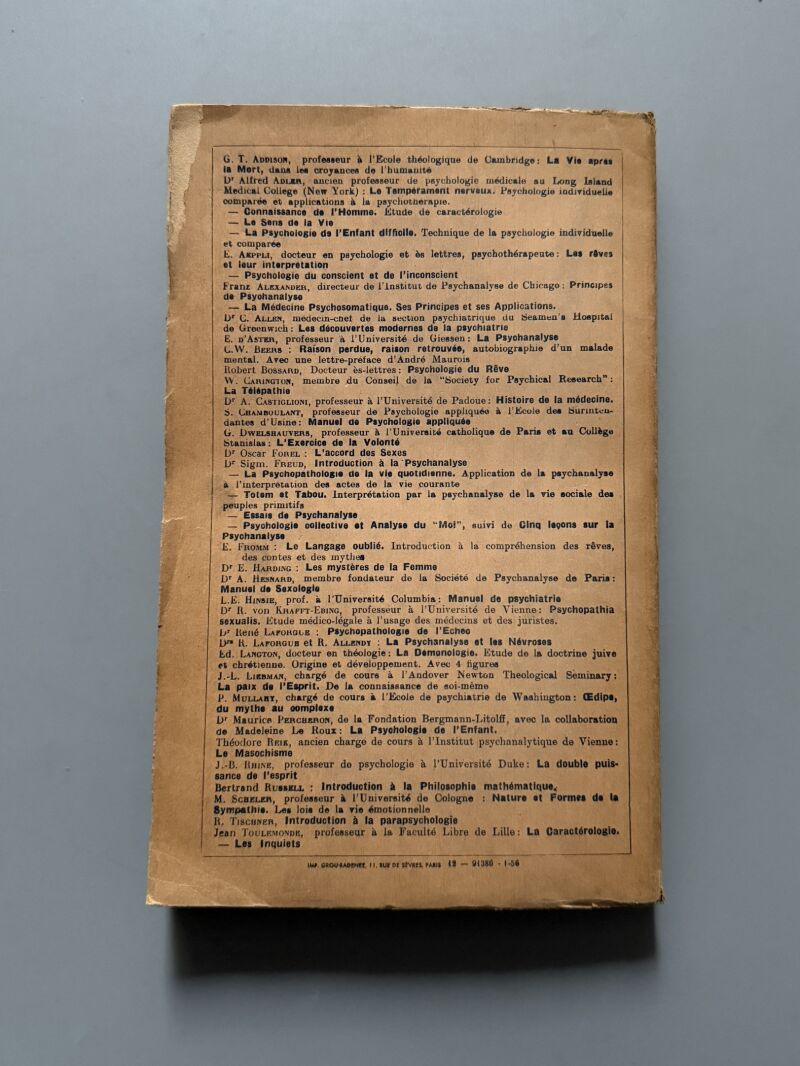 G. T. Addison, professeur à l'Ecole théologique de Cambridge : La Vie après
la Mort, dans les croyances de l'humanité
Dr Alfred Adler, ancien professeur de psychologie médicale au Long Island
Medical College (New York) : Le Tempérament nerveux. Psychologie individuelle
comparée et applications à la psychothérapie.
— Connaissance de l'Homme. Étude de caractérologie
— Le Sens de la Vie
— La Psychologie de l'Enfant difficile. Technique de la psychologie individuelle
et comparée
E. Aeppli, docteur en psychologie et ès lettres, psychothérapeute : Les rêves
et leur interprétation
— Psychologie du conscient et de l'inconscient
Franz Alexander, directeur de l'Institut de Psychanalyse de Chicago : Principes
de Psychanalyse
— La Médecine Psychosomatique. Ses Principes et ses Applications.
Dr C. Allen, médecin-chef de la section psychiatrique du Seamen's Hospital
de Greenwich : Les découvertes modernes de la psychiatrie
E. d'Aster, professeur à l'Université de Giessen : La Psychanalyse
C.W. Beers : Raison perdue, raison retrouvée, autobiographie d'un malade
mental. Avec une lettre-préface d'André Maurois
Robert Bossard, Docteur ès-lettres : Psychologie du Rêve
W. Carington, membre du Conseil de la "Society for Psychical Research" :
La Télépathie
Dr A. Castiglioni, professeur à l'Université de Padoue : Histoire de la médecine.
S. Chamboulant, professeur de Psychologie appliquée à l'Ecole des Surinten-
dantes d'Usine : Manuel de Psychologie appliquée
G. Dwelshauvers, professeur à l'Université catholique de Paris et au Collège
Stanislas : L'Exercice de la Volonté
Dr Oscar Forel : L'accord des Sexes
Dr Sigm. Freud, Introduction à la Psychanalyse
— La Psychopathologie de la vie quotidienne. Application de la psychanalyse
à l'interprétation des actes de la vie courante
— Totem et Tabou. Interprétation par la psychanalyse de la vie sociale des
peuples primitifs
— Essais de Psychanalyse
— Psychologie collective et Analyse du "Moi", suivi de Cinq leçons sur la
Psychanalyse
E. Fromm : Le Langage oublié. Introduction à la compréhension des rêves,
des contes et des mythes
Dr E. Harding : Les mystères de la Femme
Dr A. Hesnard, membre fondateur de la Société de Psychanalyse de Paris :
Manuel de Sexologie
L.E. Hinsie, prof. à l'Université Columbia : Manuel de psychiatrie
Dr R. von Krafft-Ebing, professeur à l'Université de Vienne : Psychopathia
sexualis. Etude médico-légale à l'usage des médecins et des juristes.
Dr René Laforgue : Psychopathologie de l'Echec
Drs R. Laforgue et R. Allendy : La Psychanalyse et les Névroses
Ed. Langton, docteur en théologie : La Démonologie. Etude de la doctrine juive
et chrétienne. Origine et développement. Avec 4 figures
J.-L. Liebman, chargé de cours à l'Andover Newton Theological Seminary :
La paix de l'Esprit. De la connaissance de soi-même
P. Mullahy, chargé de cours à l'Ecole de psychiatrie de Washington : Œdipe,
du mythe au complexe
Dr Maurice Percheron, de la Fondation Bergmann-Litolff, avec la collaboration
de Madeleine Le Roux : La Psychologie de l'Enfant.
Théodore Reik, ancien chargé de cours à l'Institut psychanalytique de Vienne :
Le Masochisme
J.-B. Rhine, professeur de psychologie à l'Université Duke : La double puis-
sance de l'esprit
Bertrand Russell : Introduction à la Philosophie mathématique.
M. Scheler, professeur à l'Université de Cologne : Nature et Formes de la
Sympathie. Les lois de la vie émotionnelle
R. Tischner, Introduction à la parapsychologie
Jean Toulemonde, professeur à la Faculté Libre de Lille : La Caractérologie.
— Les Inquiets
IMP. GROU-RADENEZ, 11, RUE DE SÈVRES, PARIS 12 — 91380 - 1-56